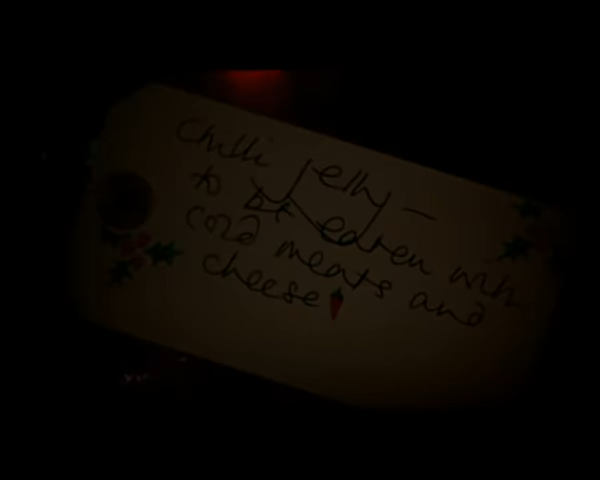 Chilli Jelly –
to be eaten with
cold meats and
cheese